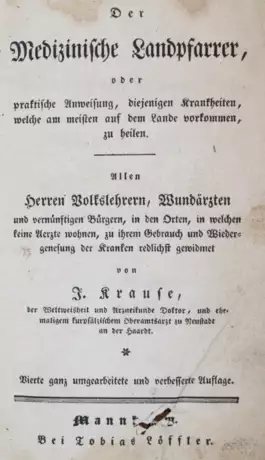 Der
Medizinische Landpfarrer,
oder
praktische Anweisung, diejenigen Krankheiten,
welche am meisten auf dem Lande vorkommen,
zu heilen.
Allen
Herren Volkslehrern, Wundärzten
und vernünftigen Bürgern, in den Orten, in welchen
keine Aerzte wohnen, zu ihrem Gebrauch und Wieder-
genesung der Kranken redlichst gewidmet
von
J. Krause,
der Weltweisheit und Arzneikunde Doktor, und ehe-
maligem kurpfälzischem Oberamtsarzt zu Neustadt
an der Haardt.
*
Vierte ganz umgearbeitete und verbesserte Auflage.
Bei Tobias Löffler.